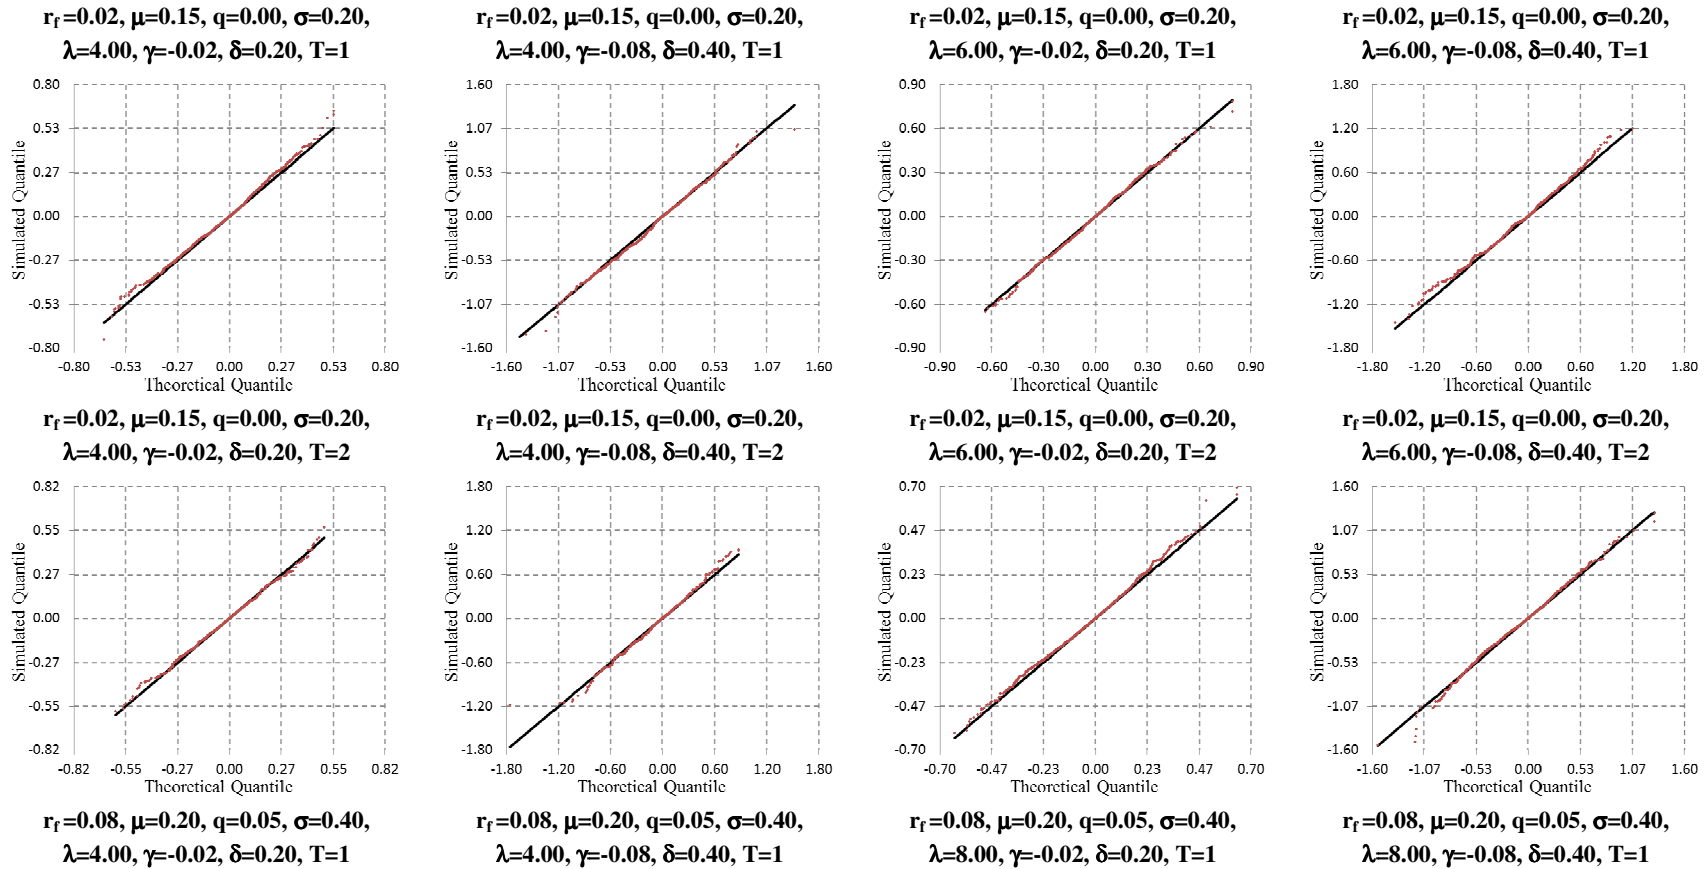 r_f=0.02, μ=0.15, q=0.00, σ=0.20,
λ=4.00, γ=-0.02, δ=0.20, T=1
r_f=0.02, μ=0.15, q=0.00, σ=0.20,
λ=4.00, γ=-0.08, δ=0.40, T=1
r_f=0.02, μ=0.15, q=0.00, σ=0.20,
λ=6.00, γ=-0.02, δ=0.20, T=1
r_f=0.02, μ=0.15, q=0.00, σ=0.20,
λ=6.00, γ=-0.08, δ=0.40, T=1
Simulated Quantile
0.80
0.53
0.27
0.00
-0.27
-0.53
-0.80
-0.80 -0.53 -0.27 0.00 0.27 0.53 0.80
Theoretical Quantile
Simulated Quantile
1.60
1.07
0.53
0.00
-0.53
-1.07
-1.60
-1.60 -1.07 -0.60 0.00 0.53 1.07 1.60
Theoretical Quantile
Simulated Quantile
0.90
0.60
0.30
0.00
-0.30
-0.60
-0.90
-0.90 -0.60 -0.30 0.00 0.30 0.60 0.90
Theoretical Quantile
Simulated Quantile
1.80
1.20
0.60
0.00
-0.60
-1.20
-1.80
-1.80 -1.20 -0.60 0.00 0.60 1.20 1.80
Theoretical Quantile
r_f=0.02, μ=0.15, q=0.00, σ=0.20,
λ=4.00, γ=-0.02, δ=0.20, T=2
r_f=0.02, μ=0.15, q=0.00, σ=0.20,
λ=4.00, γ=-0.08, δ=0.40, T=2
r_f=0.02, μ=0.15, q=0.00, σ=0.20,
λ=6.00, γ=-0.02, δ=0.20, T=2
r_f=0.02, μ=0.15, q=0.00, σ=0.20,
λ=6.00, γ=-0.08, δ=0.40, T=2
Simulated Quantile
0.82
0.55
0.27
0.00
-0.27
-0.55
-0.82
-0.82 -0.55 -0.27 0.00 0.27 0.55 0.82
Theoretical Quantile
Simulated Quantile
1.80
1.20
0.60
0.00
-0.60
-1.20
-1.80
-1.80 -1.20 -0.60 0.00 0.60 1.20 1.80
Theoretical Quantile
Simulated Quantile
0.70
0.47
0.23
0.00
-0.23
-0.47
-0.70
-0.70 -0.47 -0.23 0.00 0.23 0.47 0.70
Theoretical Quantile
Simulated Quantile
1.60
1.07
0.53
0.00
-0.53
-1.07
-1.60
-1.60 -1.07 -0.53 0.00 0.53 1.07 1.60
Theoretical Quantile
r_f=0.08, μ=0.20, q=0.05, σ=0.40,
λ=4.00, γ=-0.02, δ=0.20, T=1
r_f=0.08, μ=0.20, q=0.05, σ=0.40,
λ=4.00, γ=-0.08, δ=0.40, T=1
r_f=0.08, μ=0.20, q=0.05, σ=0.40,
λ=8.00, γ=-0.02, δ=0.20, T=1
r_f=0.08, μ=0.20, q=0.05, σ=0.40,
λ=8.00, γ=-0.08, δ=0.40, T=1